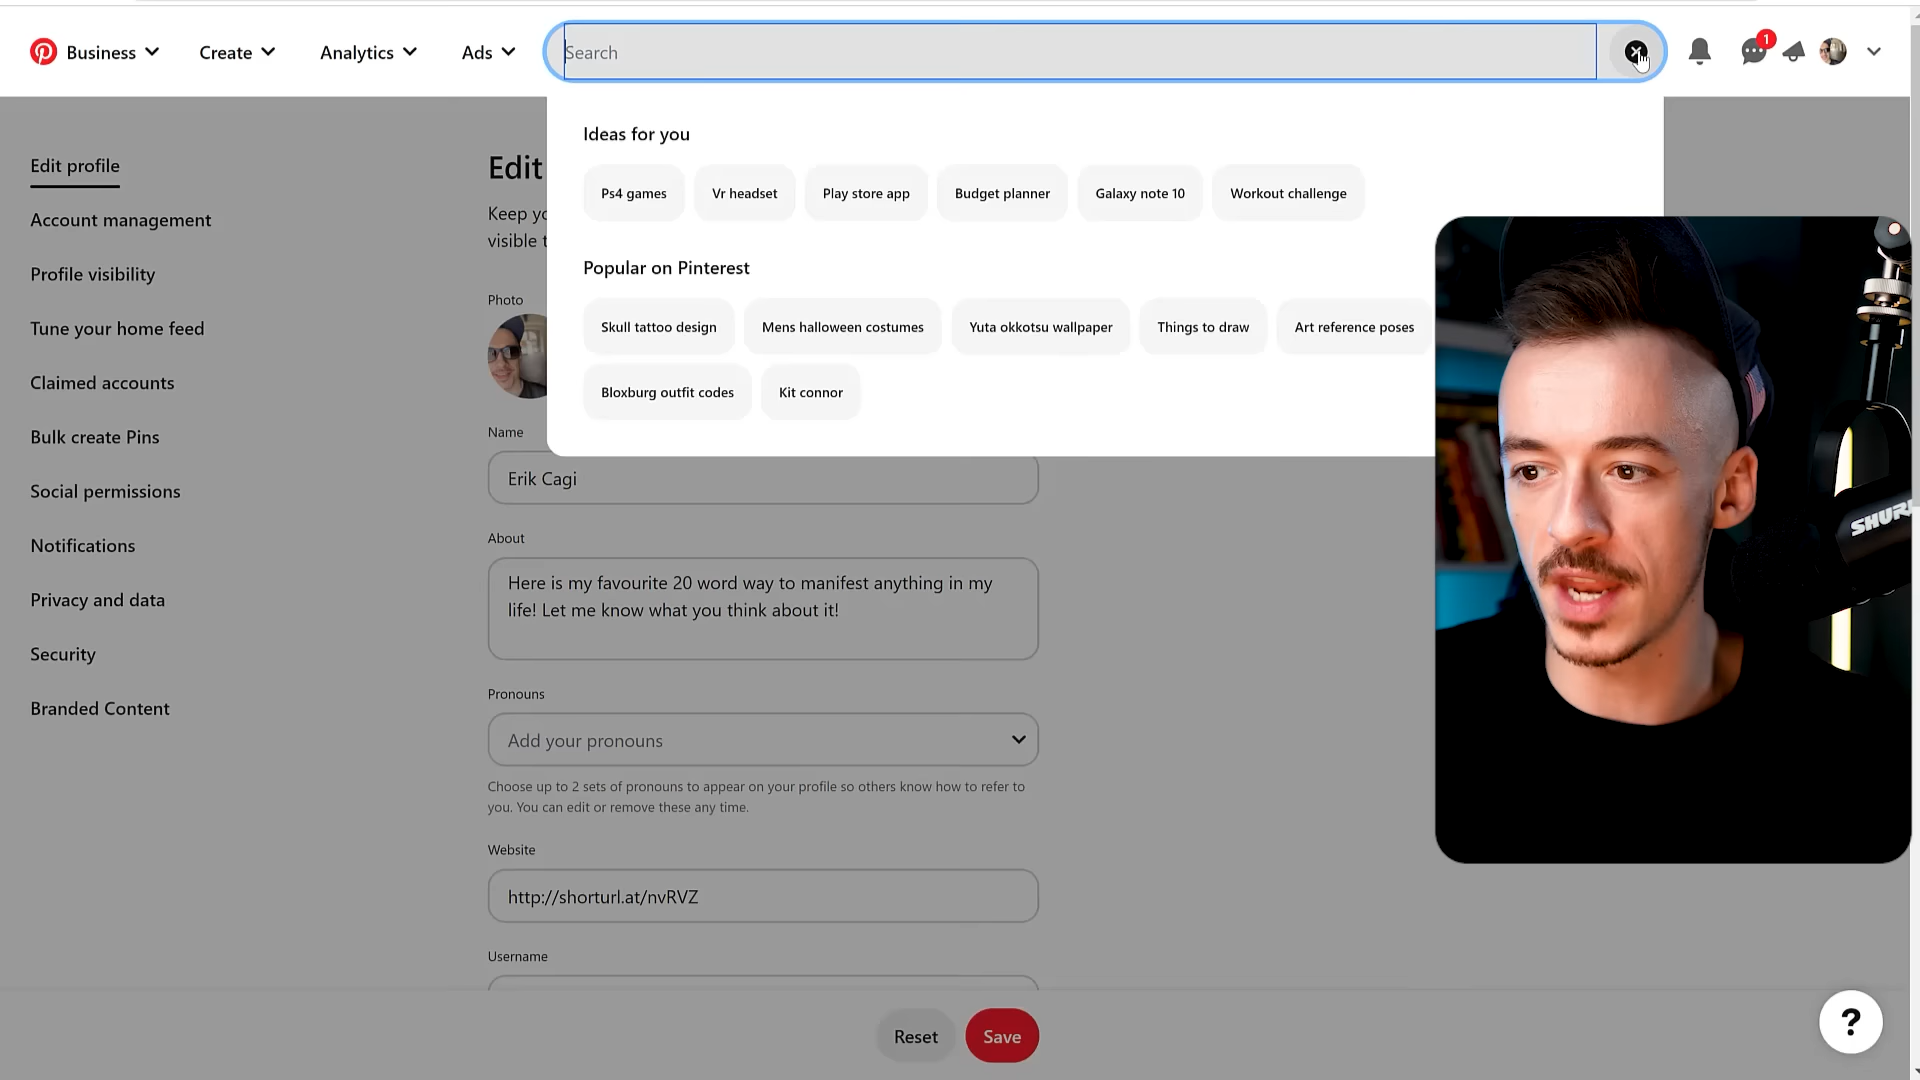 Business
Create
Analytics
Ads
Search
1
Ideas for you
Ps4 games
Vr headset
Play store app
Budget planner
Galaxy note 10
Workout challenge
Popular on Pinterest
Skull tattoo design
Mens halloween costumes
Yuta okkotsu wallpaper
Things to draw
Art reference poses
Bloxburg outfit codes
Kit connor
Edit profile
Account management
Profile visibility
Tune your home feed
Claimed accounts
Bulk create Pins
Social permissions
Notifications
Privacy and data
Security
Branded Content
Edit
Keep yo
visible t
Photo
Name
Erik Cagi
About
Here is my favourite 20 word way to manifest anything in my
life! Let me know what you think about it!
Pronouns
Add your pronouns
Choose up to 2 sets of pronouns to appear on your profile so others know how to refer to
you. You can edit or remove these any time.
Website
http://shorturl.at/nvRVZ
Username
Reset
Save
?
SHURE